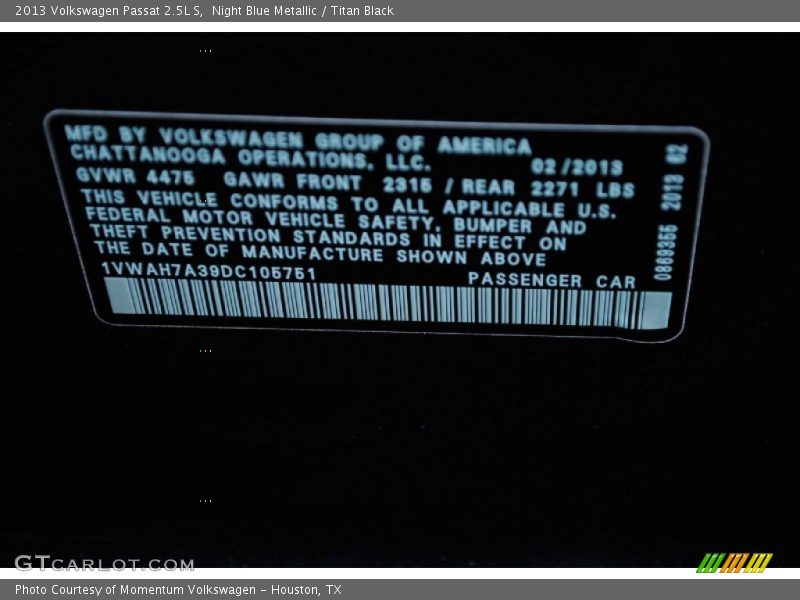 2013 Volkswagen Passat 2.5L S,  Night Blue Metallic / Titan Black
MFD BY VOLKSWAGEN GROUP OF AMERICA
CHATTANOOGA OPERATIONS, LLC.
02/2013
GVWR 4475 GAWR FRONT 2315 / REAR 2271 LBS
THIS VEHICLE CONFORMS TO ALL APPLICABLE U.S.
FEDERAL MOTOR VEHICLE SAFETY, BUMPER AND
THEFT PREVENTION STANDARDS IN EFFECT ON
THE DATE OF MANUFACTURE SHOWN ABOVE
1VWAH7A39DC105751 PASSENGER CAR
0889355 2013 02
GTCARLOT.COM
Photo Courtesy of Momentum Volkswagen - Houston, TX